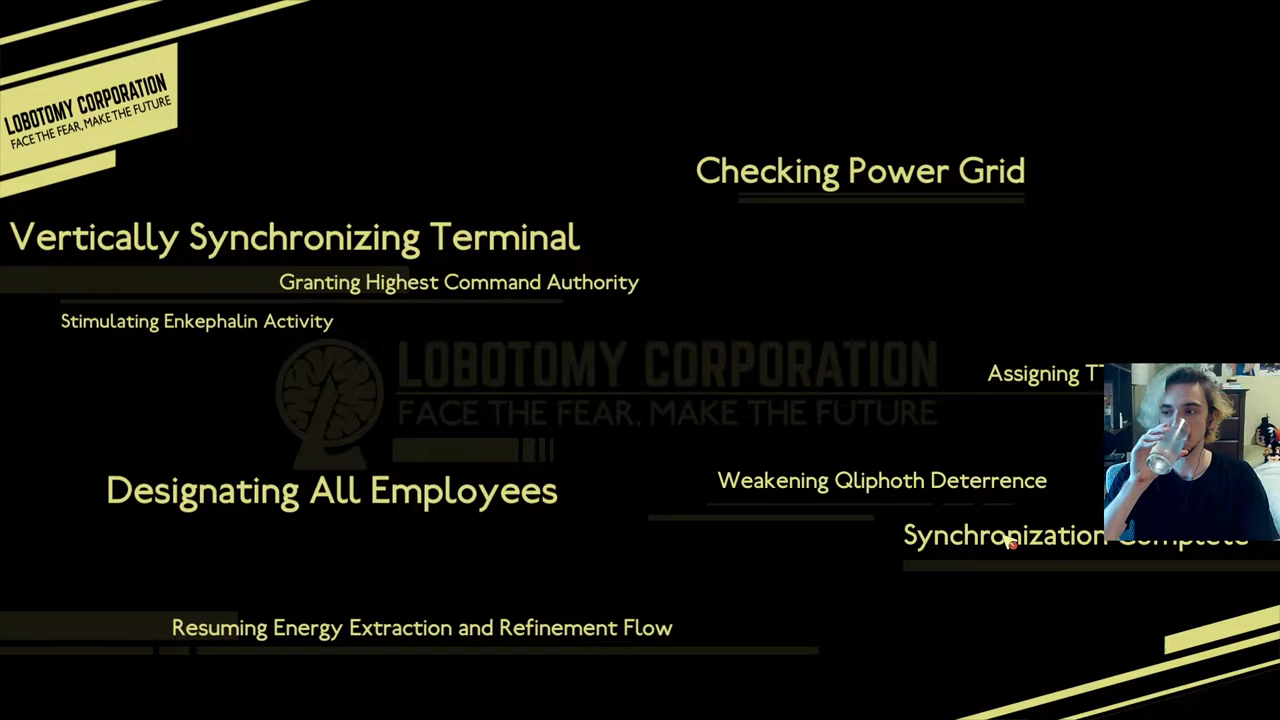 LOBOTOMY CORPORATION
FACE THE FEAR, MAKE THE FUTURE
Checking Power Grid
Vertically Synchronizing Terminal
Granting Highest Command Authority
Stimulating Enkephalin Activity
LOBOTOMY CORPORATION
FACE THE FEAR, MAKE THE FUTURE
Assigning
Weakening Qliphoth Deterrence
Designating All Employees
Synchronization Complete
Resuming Energy Extraction and Refinement Flow